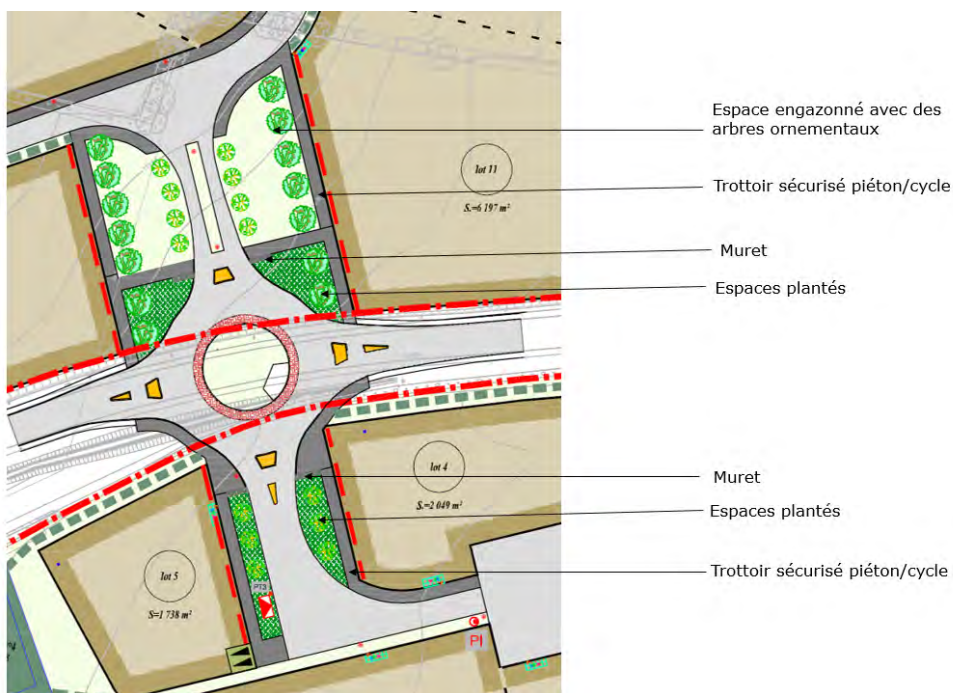 Espace engazonné avec des
arbres ornementaux
lot 11
S.=6 197 m²
Trottoir sécurisé piéton/cycle
Muret
Espaces plantés
lot 4
S.=2 049 m²
Muret
Espaces plantés
Trottoir sécurisé piéton/cycle
lot 5
S=1 738 m²
PT3
PI